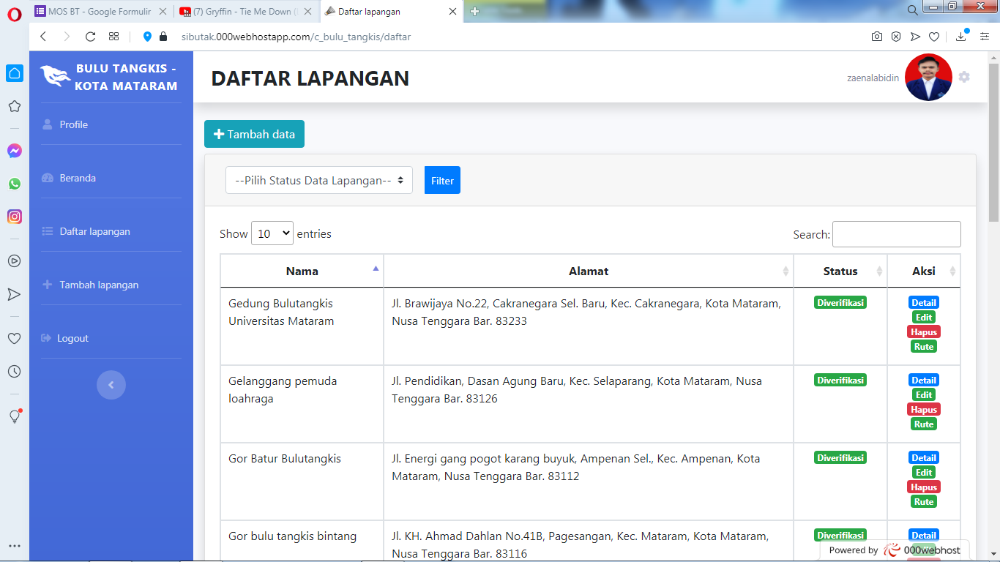 MOS BT - Google Formulir
(7) Gryffin - Tie Me Down (
Daftar lapangan
sibutak.000webhostapp.com/c_bulu_tangkis/daftar
BULU TANGKIS -
KOTA MATARAM
DAFTAR LAPANGAN
zaenalabidin
Profile
Beranda
Daftar lapangan
Tambah lapangan
Logout
Tambah data
--Pilih Status Data Lapangan--
Filter
Show 10 entries
Search:
Nama Alamat Status Aksi
Gedung Bulutangkis
Universitas Mataram
Jl. Brawijaya No.22, Cakranegara Sel. Baru, Kec. Cakranegara, Kota Mataram,
Nusa Tenggara Bar. 83233
Diverifikasi
Detail
Edit
Hapus
Rute
Gelanggang pemuda
loahraga
Jl. Pendidikan, Dasan Agung Baru, Kec. Selaparang, Kota Mataram, Nusa
Tenggara Bar. 83126
Diverifikasi
Detail
Edit
Hapus
Rute
Gor Batur Bulutangkis
Jl. Energi gang pogot karang buyuk, Ampenan Sel., Kec. Ampenan, Kota
Mataram, Nusa Tenggara Bar. 83112
Diverifikasi
Detail
Edit
Hapus
Rute
Gor bulu tangkis bintang
Jl. KH. Ahmad Dahlan No.41B, Pagesangan, Kec. Mataram, Kota Mataram,
Nusa Tenggara Bar. 83116
Diverifikasi
Detail
Powered by 000webhost